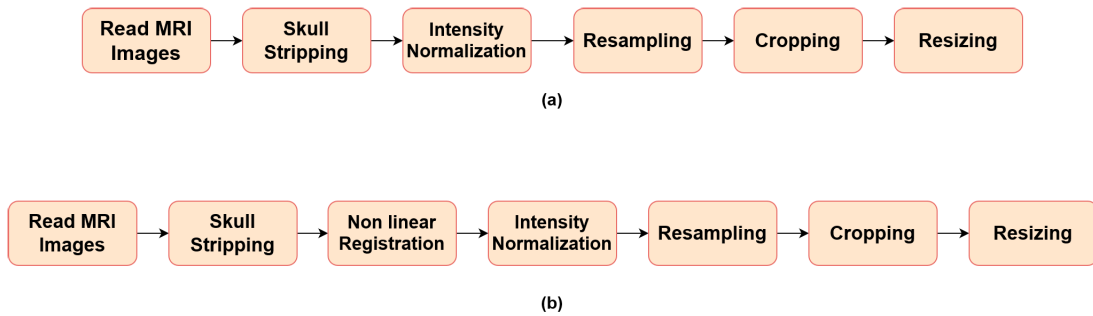 Read MRI
Images
Skull
Stripping
Intensity
Normalization
Resampling
Cropping
Resizing
(a)
Read MRI
Images
Skull
Stripping
Non linear
Registration
Intensity
Normalization
Resampling
Cropping
Resizing
(b)